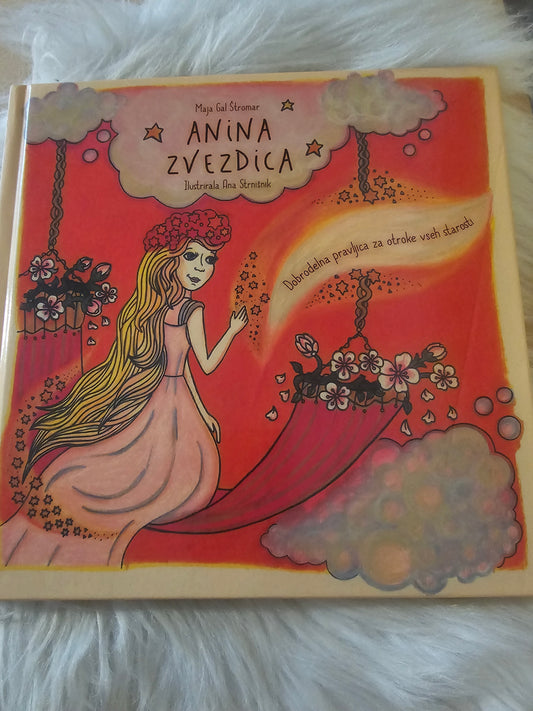 Maja Gal Štromar
ANINA
ZVEZDICA
Ilustrirala Ana Strnišnik
Dobrodelna pravljica za otroke vseh starosti